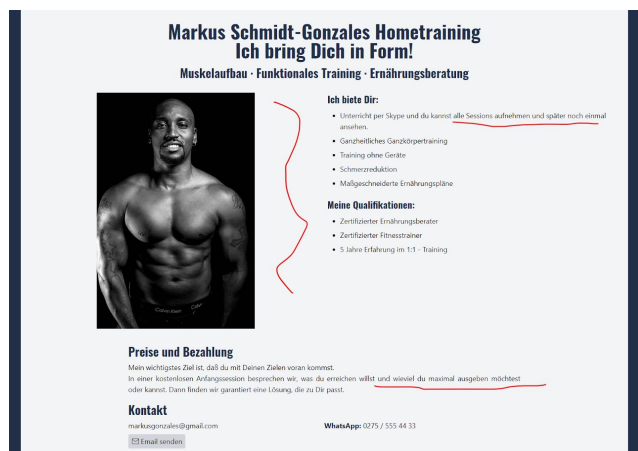 Markus Schmidt-Gonzales Hometraining
Ich bring Dich in Form!
Muskelaufbau · Funktionales Training · Ernährungsberatung
Ich biete Dir:
• Unterricht per Skype und du kannst alle Sessions aufnehmen und später noch einmal
ansehen.
• Ganzheitliches Ganzkörpertraining
• Training ohne Geräte
• Schmerzreduktion
• Maßgeschneiderte Ernährungspläne
Meine Qualifikationen:
• Zertifizierter Ernährungsberater
• Zertifizierter Fitnesstrainer
• 5 Jahre Erfahrung im 1:1 - Training
Calvin Klein Calv
Preise und Bezahlung
Mein wichtigstes Ziel ist, daß du mit Deinen Zielen voran kommst.
In einer kostenlosen Anfangssession besprechen wir, was du erreichen willst und wieviel du maximal ausgeben möchtest
oder kannst. Dann finden wir garantiert eine Lösung, die zu Dir passt.
Kontakt
markusgonzales@gmail.com
WhatsApp: 0275 / 555 44 33
Email senden